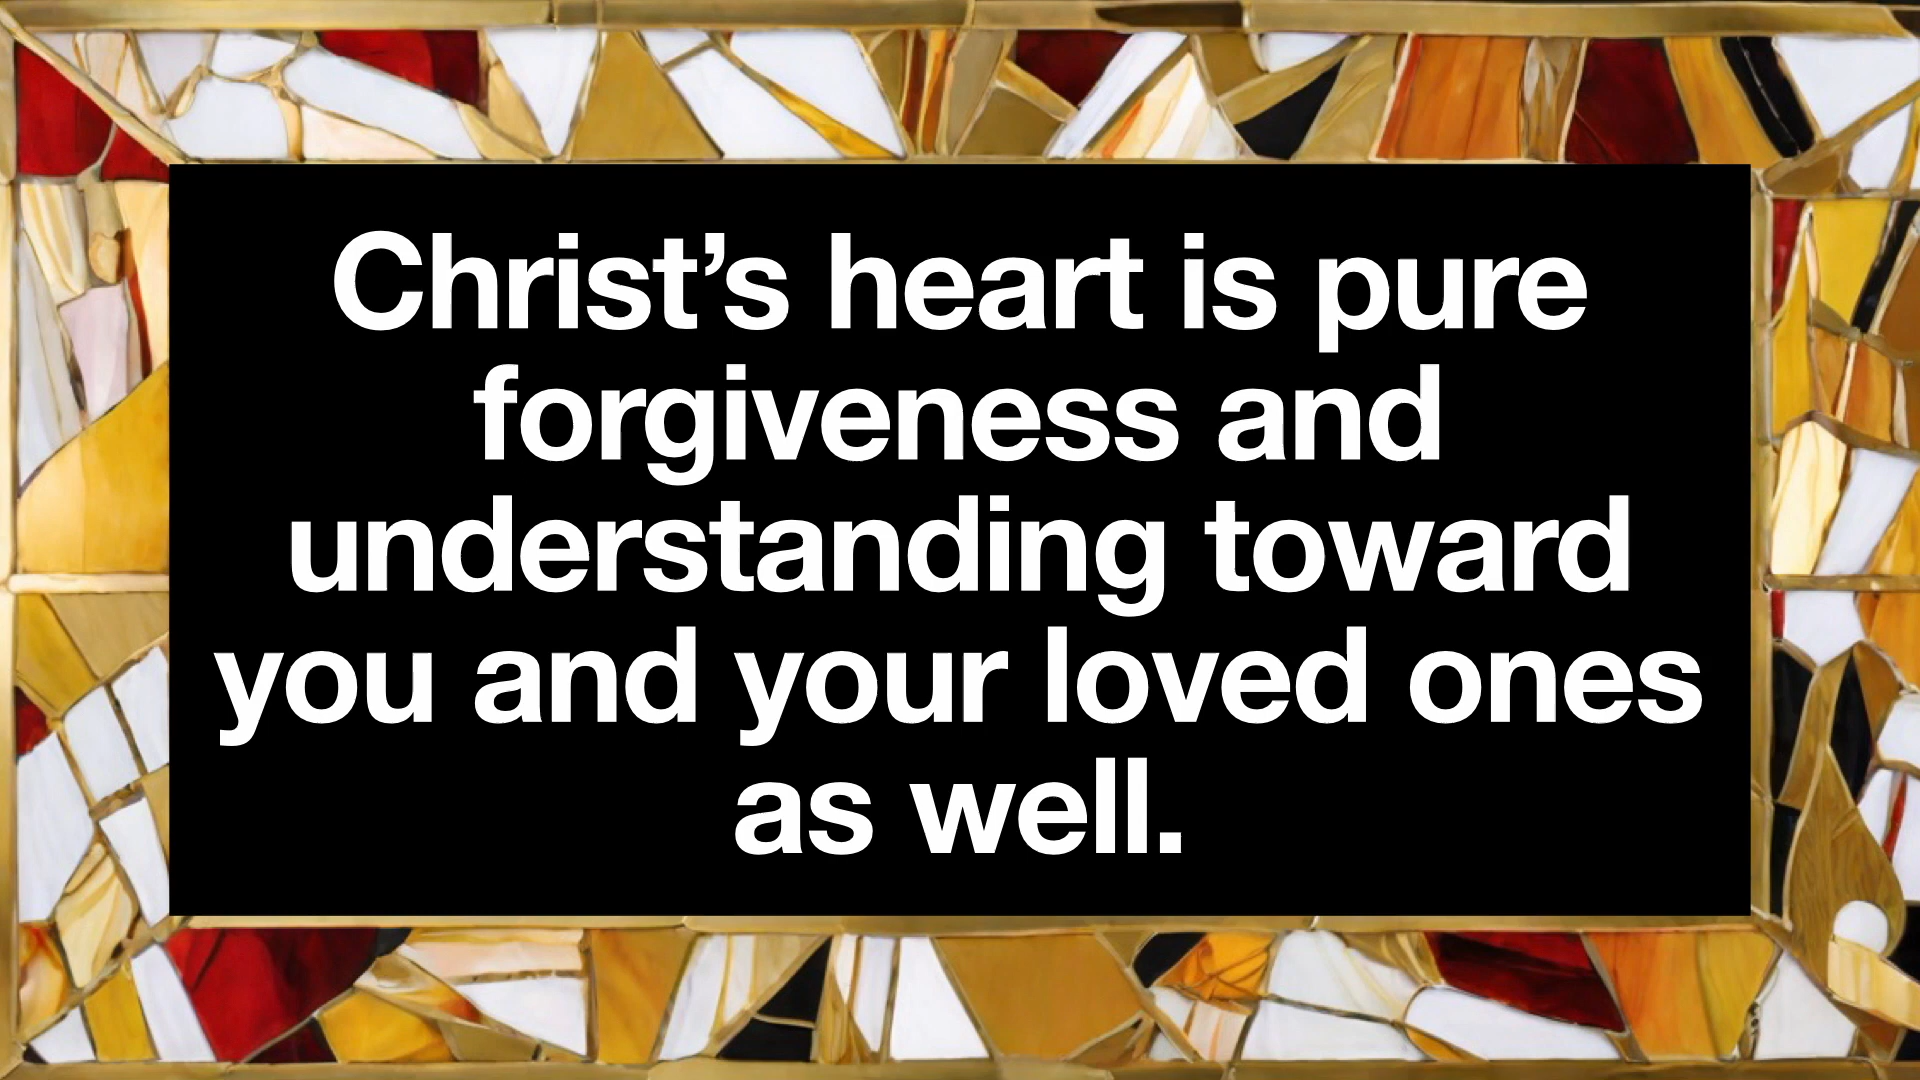 Christ’s heart is pure
forgiveness and
understanding toward
you and your loved ones
as well.